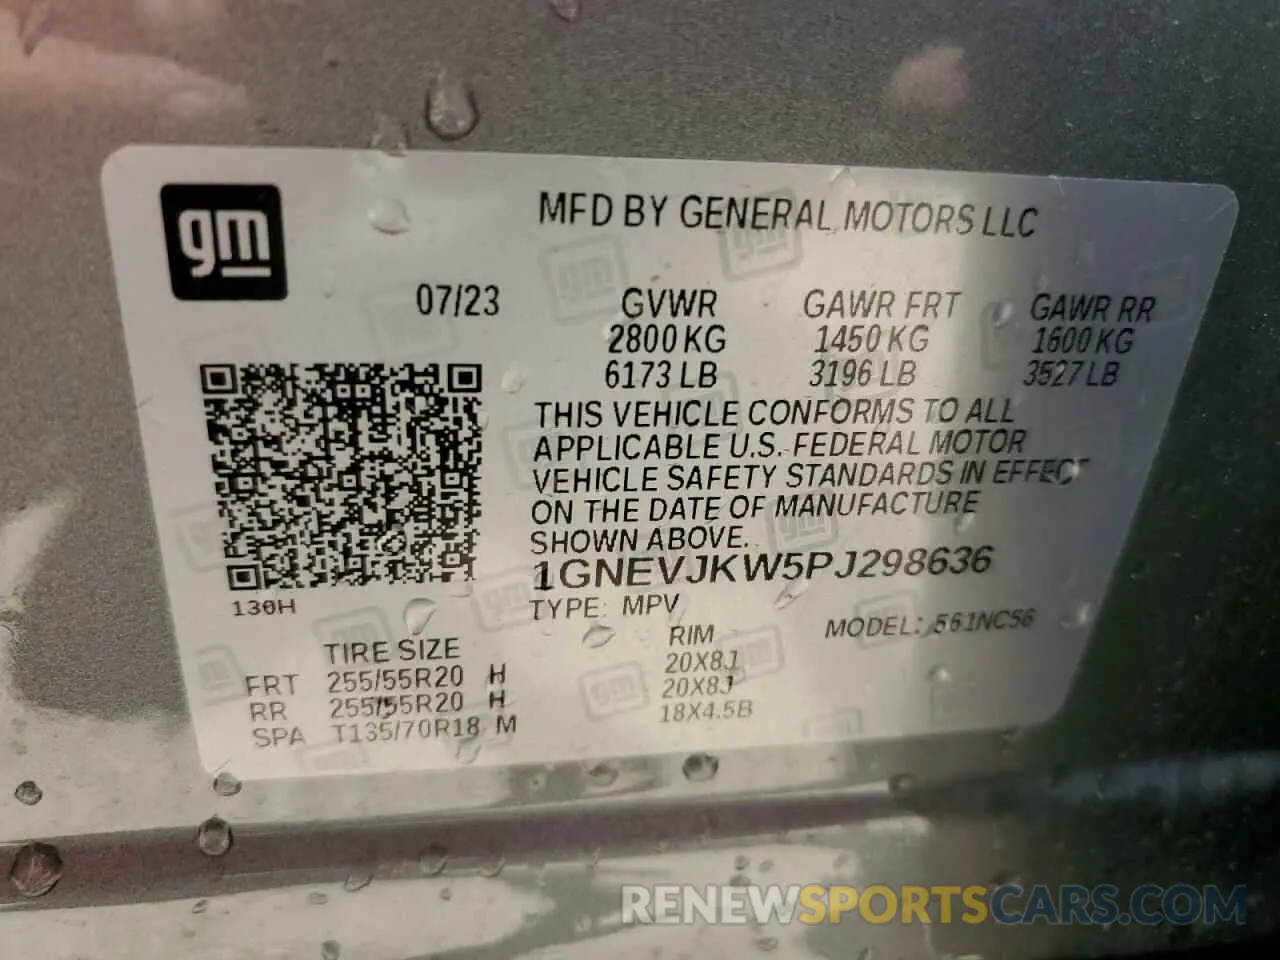 gm
MFD BY GENERAL MOTORS LLC
07/23
GVWR GAWR FRT GAWR RR
2800 KG 1450 KG 1600 KG
6173 LB 3196 LB 3527 LB
THIS VEHICLE CONFORMS TO ALL
APPLICABLE U.S. FEDERAL MOTOR
VEHICLE SAFETY STANDARDS IN EFFECT
ON THE DATE OF MANUFACTURE
SHOWN ABOVE.
1GNEVJKW5PJ298636
130H
TYPE: MPV
MODEL: 561NC56
TIRE SIZE RIM
FRT 255/55R20 H 20X8J
RR 255/55R20 H 20X8J
SPA T135/70R18 M 18X4.5B
RENEWSPORTSCARS.COM